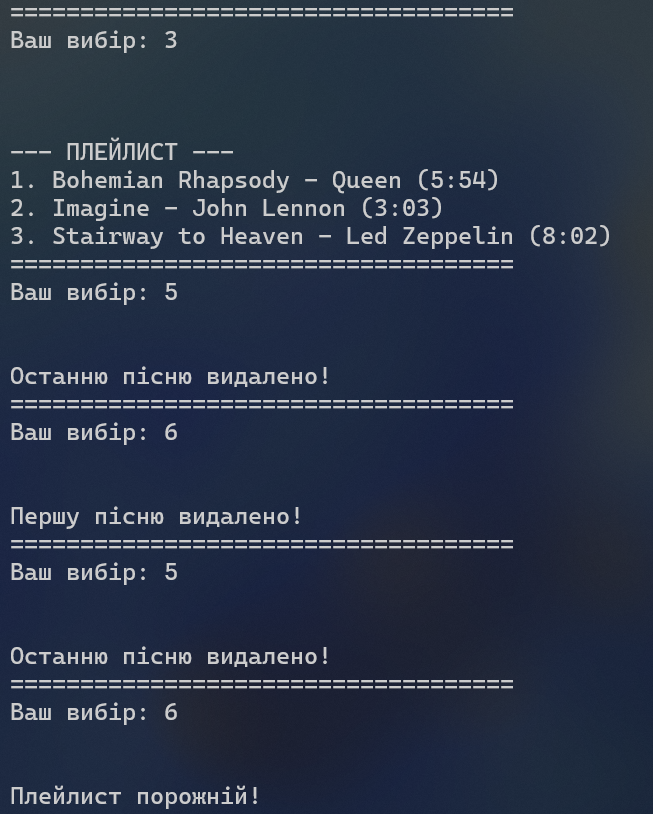 ====================================
Ваш вибір: 3
--- ПЛЕЙЛИСТ ---
1. Bohemian Rhapsody - Queen (5:54)
2. Imagine - John Lennon (3:03)
3. Stairway to Heaven - Led Zeppelin (8:02)
====================================
Ваш вибір: 5
Останню пісню видалено!
====================================
Ваш вибір: 6
Першу пісню видалено!
====================================
Ваш вибір: 5
Останню пісню видалено!
====================================
Ваш вибір: 6
Плейлист порожній!